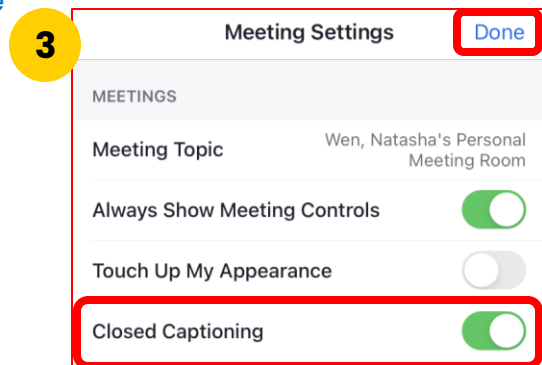 e
3
Meeting Settings
Done
MEETINGS
Meeting Topic
Wen, Natasha's Personal
Meeting Room
Always Show Meeting Controls
Touch Up My Appearance
Closed Captioning